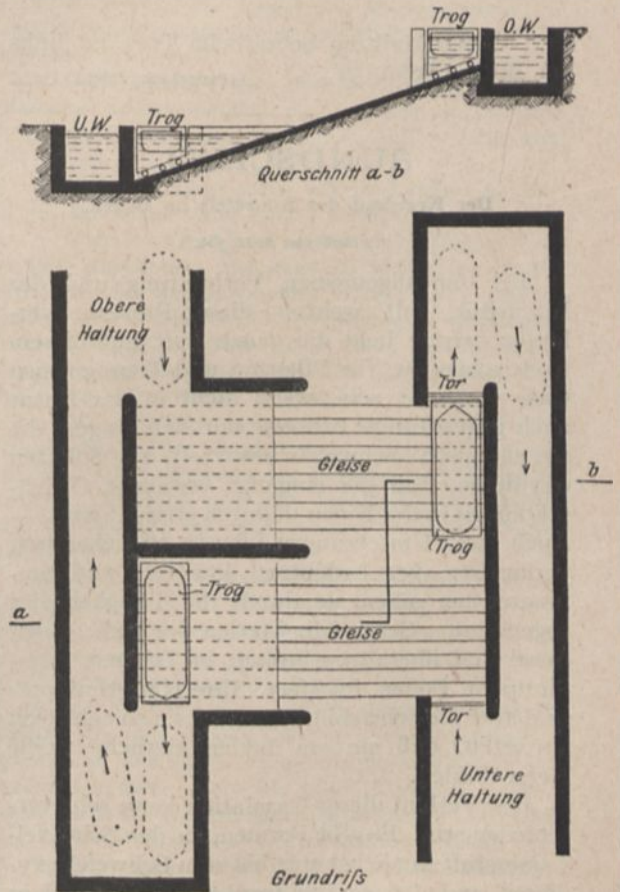 Trog
O.W.
U.W.
Trog
Querschnitt a-b
Obere
Haltung
Tor
Gleise
b
Trog
Trog
a
Gleise
Tor
Untere
Haltung
Grundriſs